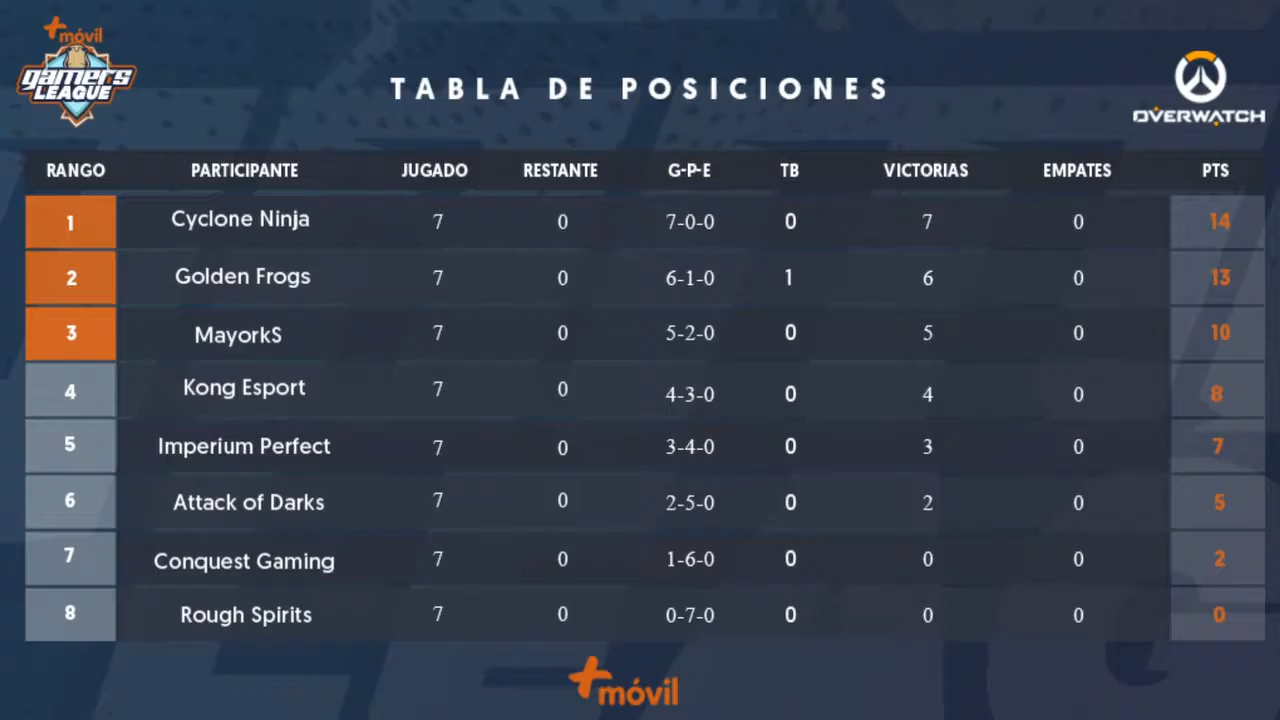 +móvil
gamers
LEAGUE
TABLA DE POSICIONES
OVERWATCH
RANGO PARTICIPANTE JUGADO RESTANTE G-P-E TB VICTORIAS EMPATES PTS
1 Cyclone Ninja 7 0 7-0-0 0 7 0 14
2 Golden Frogs 7 0 6-1-0 1 6 0 13
3 MayorkS 7 0 5-2-0 0 5 0 10
4 Kong Esport 7 0 4-3-0 0 4 0 8
5 Imperium Perfect 7 0 3-4-0 0 3 0 7
6 Attack of Darks 7 0 2-5-0 0 2 0 5
7 Conquest Gaming 7 0 1-6-0 0 0 0 2
8 Rough Spirits 7 0 0-7-0 0 0 0 0
+móvil